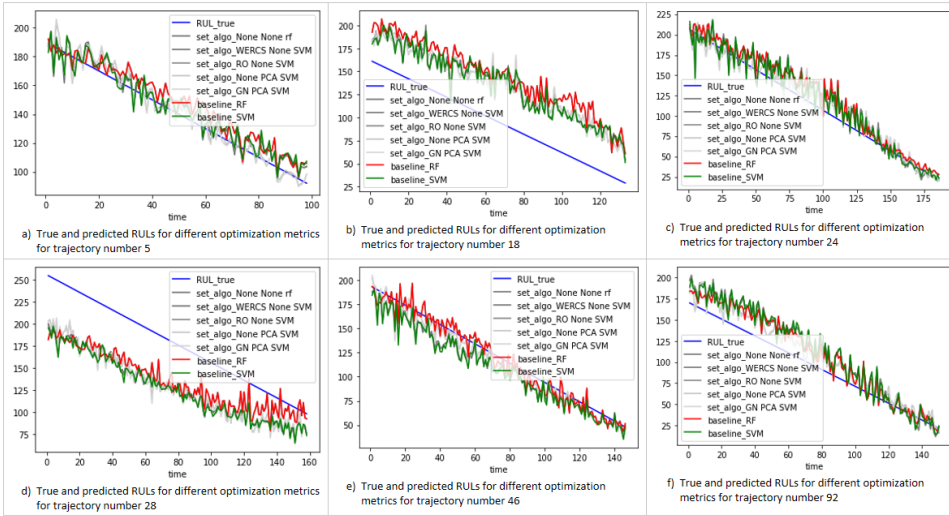 200
180
160
140
120
100
0
20
40
60
80
100
time
RUL_true
set_algo_None None rf
set_algo_WERCS None SVM
set_algo_RO None SVM
set_algo_None PCA SVM
set_algo_GN PCA SVM
baseline_RF
baseline_SVM
a) True and predicted RULs for different optimization metrics
for trajectory number 5
200
175
150
125
100
75
50
25
0
20
40
60
80
100
120
time
RUL_true
set_algo_None None rf
set_algo_WERCS None SVM
set_algo_RO None SVM
set_algo_None PCA SVM
set_algo_GN PCA SVM
baseline_RF
baseline_SVM
b) True and predicted RULs for different optimization
metrics for trajectory number 18
225
200
175
150
125
100
75
50
25
0
25
50
75
100
125
150
175
time
RUL_true
set_algo_None None rf
set_algo_WERCS None SVM
set_algo_RO None SVM
set_algo_None PCA SVM
set_algo_GN PCA SVM
baseline_RF
baseline_SVM
c) True and predicted RULs for different optimization
metrics for trajectory number 24
250
225
200
175
150
125
100
75
0
20
40
60
80
100
120
140
160
time
RUL_true
set_algo_None None rf
set_algo_WERCS None SVM
set_algo_RO None SVM
set_algo_None PCA SVM
set_algo_GN PCA SVM
baseline_RF
baseline_SVM
d) True and predicted RULs for different optimization metrics
for trajectory number 28
200
175
150
125
100
75
50
0
20
40
60
80
100
120
140
time
RUL_true
set_algo_None None rf
set_algo_WERCS None SVM
set_algo_RO None SVM
set_algo_None PCA SVM
set_algo_GN PCA SVM
baseline_RF
baseline_SVM
e) True and predicted RULs for different optimization
metrics for trajectory number 46
200
175
150
125
100
75
50
25
0
0
20
40
60
80
100
120
140
time
RUL_true
set_algo_None None rf
set_algo_WERCS None SVM
set_algo_RO None SVM
set_algo_None PCA SVM
set_algo_GN PCA SVM
baseline_RF
baseline_SVM
f) True and predicted RULs for different optimization
metrics for trajectory number 92